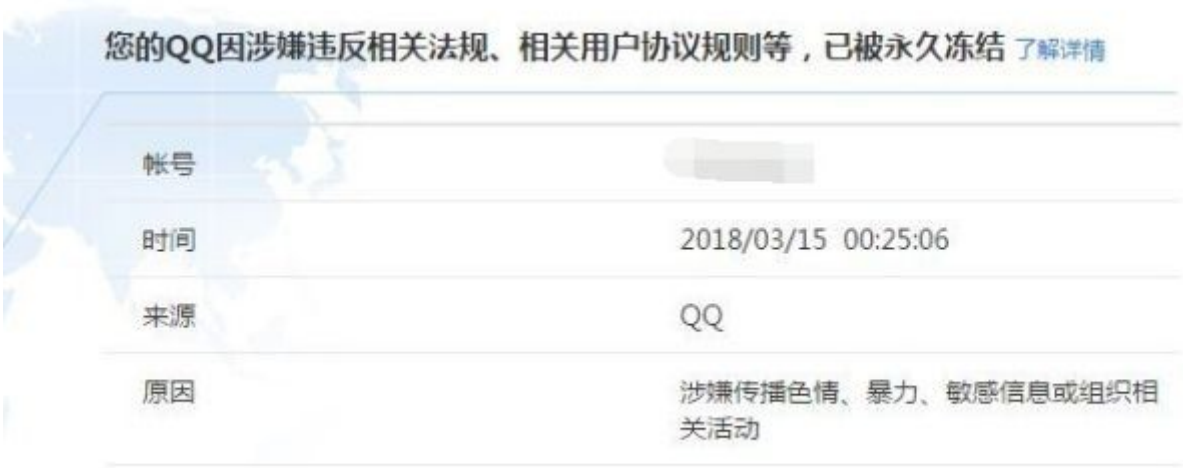 您的QQ因涉嫌违反相关法规、相关用户协议规则等，已被永久冻结 了解详情
帐号
时间 2018/03/15 00:25:06
来源 QQ
原因 涉嫌传播色情、暴力、敏感信息或组织相
关活动